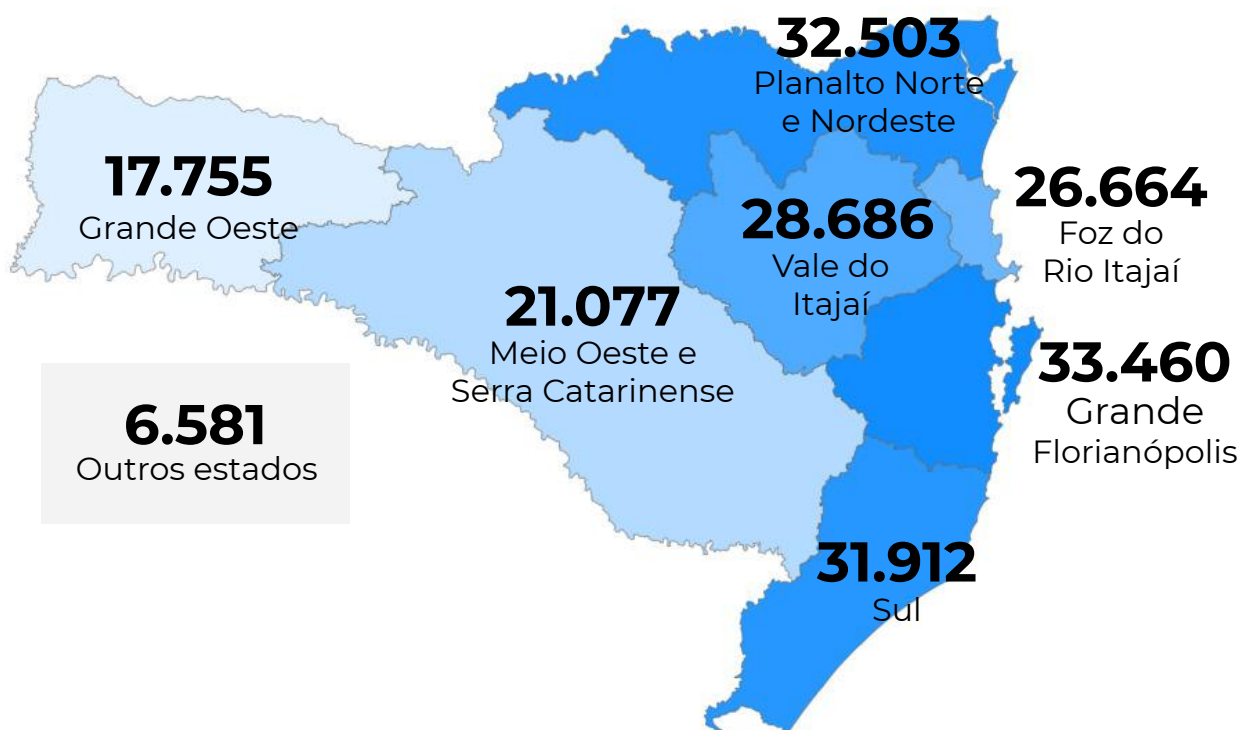 32.503
Planalto Norte
e Nordeste
17.755
Grande Oeste
26.664
Foz do
Rio Itajaí
28.686
Vale do
Itajaí
21.077
Meio Oeste e
Serra Catarinense
33.460
Grande
Florianópolis
6.581
Outros estados
31.912
Sul